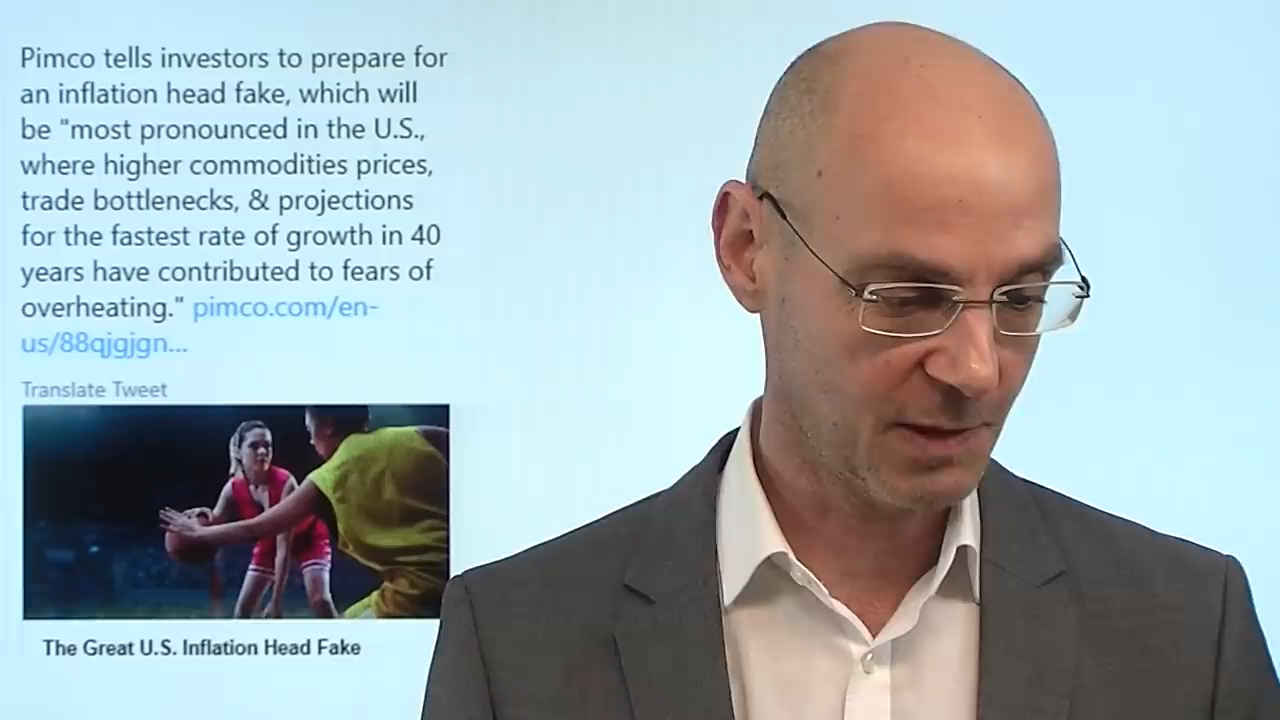 Pimco tells investors to prepare for
an inflation head fake, which will
be "most pronounced in the U.S.,
where higher commodities prices,
trade bottlenecks, & projections
for the fastest rate of growth in 40
years have contributed to fears of
overheating." pimco.com/en-
us/88qjgjgn...
Translate Tweet
The Great U.S. Inflation Head Fake